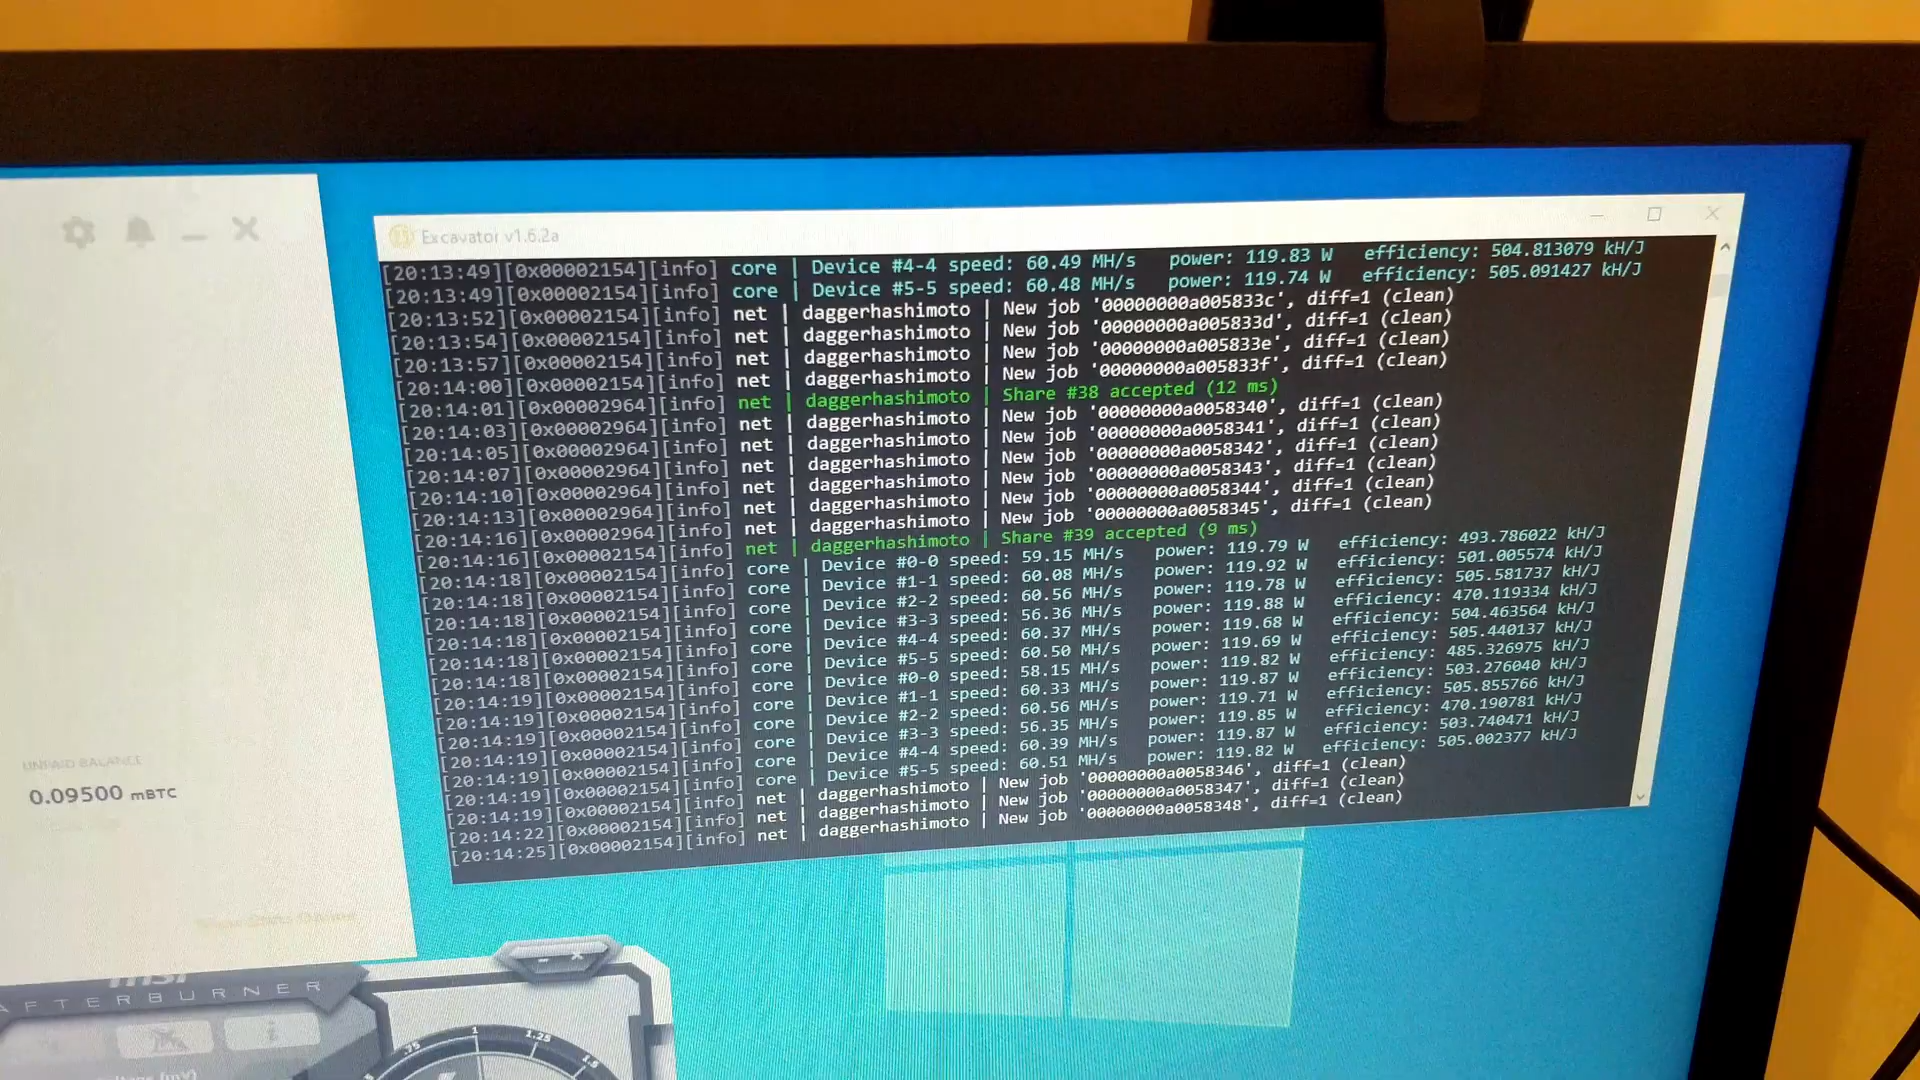 Excavator v1.6.2a
[20:13:49][0x00002154][info] core | Device #4-4 speed: 60.49 MH/s power: 119.83 W efficiency: 504.813079 kH/J
[20:13:49][0x00002154][info] core | Device #5-5 speed: 60.48 MH/s power: 119.74 W efficiency: 505.091427 kH/J
[20:13:52][0x00002154][info] net | daggerhashimoto | New job '00000000a005833c', diff=1 (clean)
[20:13:54][0x00002154][info] net | daggerhashimoto | New job '00000000a005833d', diff=1 (clean)
[20:13:57][0x00002154][info] net | daggerhashimoto | New job '00000000a005833e', diff=1 (clean)
[20:14:00][0x00002154][info] net | daggerhashimoto | New job '00000000a005833f', diff=1 (clean)
[20:14:01][0x00002964][info] net | daggerhashimoto | Share #38 accepted (12 ms)
[20:14:03][0x00002964][info] net | daggerhashimoto | New job '00000000a0058340', diff=1 (clean)
[20:14:05][0x00002964][info] net | daggerhashimoto | New job '00000000a0058341', diff=1 (clean)
[20:14:07][0x00002964][info] net | daggerhashimoto | New job '00000000a0058342', diff=1 (clean)
[20:14:10][0x00002964][info] net | daggerhashimoto | New job '00000000a0058343', diff=1 (clean)
[20:14:13][0x00002964][info] net | daggerhashimoto | New job '00000000a0058344', diff=1 (clean)
[20:14:16][0x00002964][info] net | daggerhashimoto | New job '00000000a0058345', diff=1 (clean)
[20:14:16][0x00002154][info] net | daggerhashimoto | Share #39 accepted (9 ms)
[20:14:18][0x00002154][info] core | Device #0-0 speed: 59.15 MH/s power: 119.79 W efficiency: 493.786022 kH/J
[20:14:18][0x00002154][info] core | Device #1-1 speed: 60.08 MH/s power: 119.92 W efficiency: 501.005574 kH/J
[20:14:18][0x00002154][info] core | Device #2-2 speed: 60.56 MH/s power: 119.78 W efficiency: 505.581737 kH/J
[20:14:18][0x00002154][info] core | Device #3-3 speed: 56.36 MH/s power: 119.88 W efficiency: 470.119334 kH/J
[20:14:18][0x00002154][info] core | Device #4-4 speed: 60.37 MH/s power: 119.68 W efficiency: 504.463564 kH/J
[20:14:18][0x00002154][info] core | Device #5-5 speed: 60.50 MH/s power: 119.69 W efficiency: 505.440137 kH/J
[20:14:19][0x00002154][info] core | Device #0-0 speed: 58.15 MH/s power: 119.82 W efficiency: 485.326975 kH/J
[20:14:19][0x00002154][info] core | Device #1-1 speed: 60.33 MH/s power: 119.87 W efficiency: 503.276040 kH/J
[20:14:19][0x00002154][info] core | Device #2-2 speed: 60.56 MH/s power: 119.71 W efficiency: 505.855766 kH/J
[20:14:19][0x00002154][info] core | Device #3-3 speed: 56.35 MH/s power: 119.85 W efficiency: 470.190781 kH/J
[20:14:19][0x00002154][info] core | Device #4-4 speed: 60.39 MH/s power: 119.87 W efficiency: 503.740471 kH/J
[20:14:19][0x00002154][info] core | Device #5-5 speed: 60.51 MH/s power: 119.82 W efficiency: 505.002377 kH/J
[20:14:19][0x00002154][info] net | daggerhashimoto | New job '00000000a0058346', diff=1 (clean)
[20:14:22][0x00002154][info] net | daggerhashimoto | New job '00000000a0058347', diff=1 (clean)
[20:14:25][0x00002154][info] net | daggerhashimoto | New job '00000000a0058348', diff=1 (clean)
UNPAID BALANCE
0.09500 mBTC
msi
AFTERBURNER
.75 1 1.25 1.5